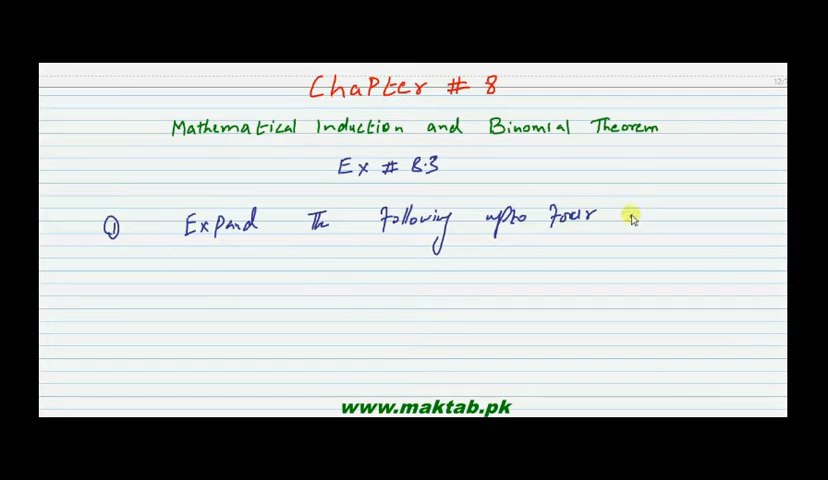 Chapter # 8
Mathematical Induction and Binomial Theorem
Ex # 8.3
① Expand The Following upto Four
www.maktab.pk